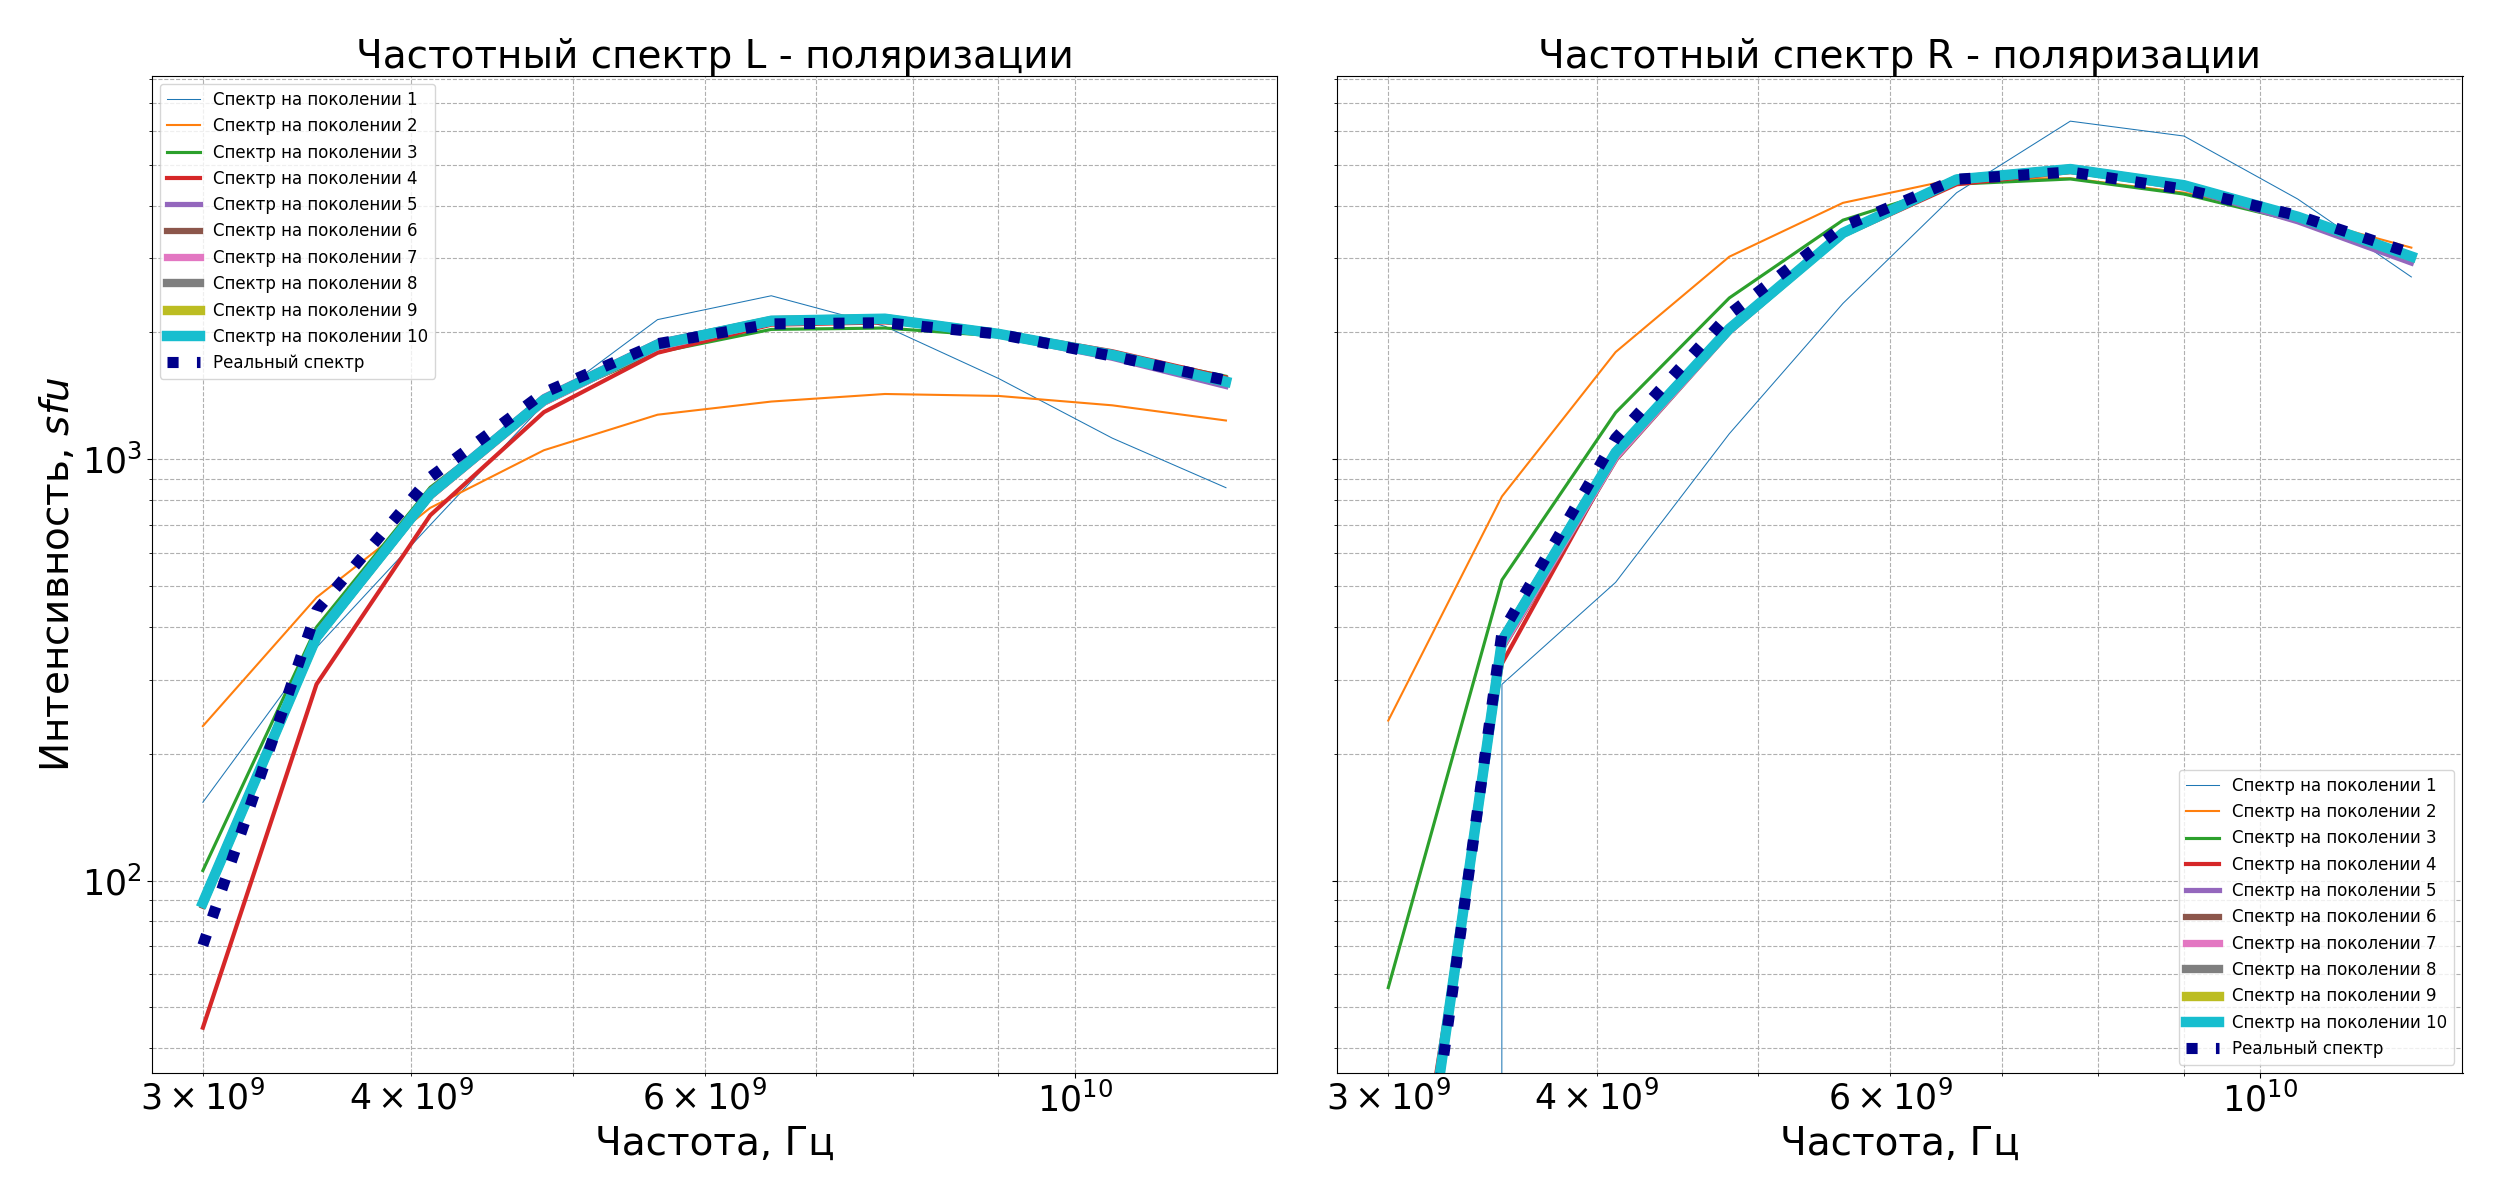 Частотный спектр L - поляризации
Спектр на поколении 1
Спектр на поколении 2
Спектр на поколении 3
Спектр на поколении 4
Спектр на поколении 5
Спектр на поколении 6
Спектр на поколении 7
Спектр на поколении 8
Спектр на поколении 9
Спектр на поколении 10
Реальный спектр
Интенсивность, sfu
10³
10²
3 × 10⁹
4 × 10⁹
6 × 10⁹
10¹⁰
Частота, Гц
Частотный спектр R - поляризации
Спектр на поколении 1
Спектр на поколении 2
Спектр на поколении 3
Спектр на поколении 4
Спектр на поколении 5
Спектр на поколении 6
Спектр на поколении 7
Спектр на поколении 8
Спектр на поколении 9
Спектр на поколении 10
Реальный спектр
3 × 10⁹
4 × 10⁹
6 × 10⁹
10¹⁰
Частота, Гц